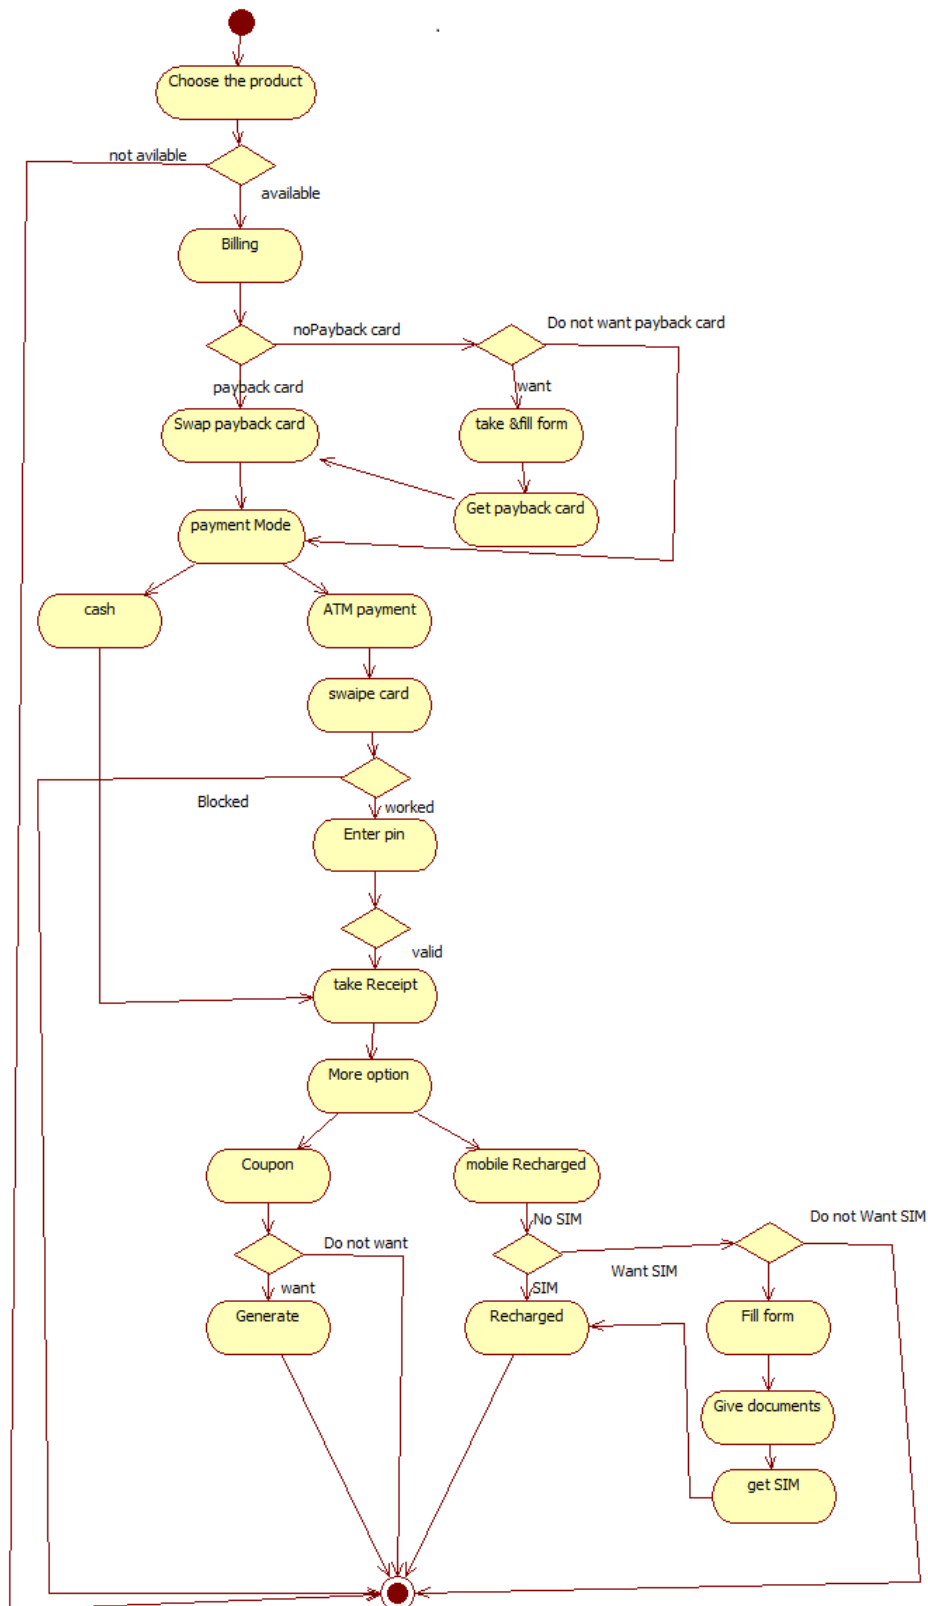 Choose the product
not avilable
available
Billing
noPayback card
Do not want payback card
payback card
want
Swap payback card
take &fill form
Get payback card
payment Mode
cash
ATM payment
swaipe card
Blocked
worked
Enter pin
valid
take Receipt
More option
Coupon
mobile Recharged
No SIM
Do not Want SIM
Do not want
Want SIM
want
SIM
Generate
Recharged
Fill form
Give documents
get SIM